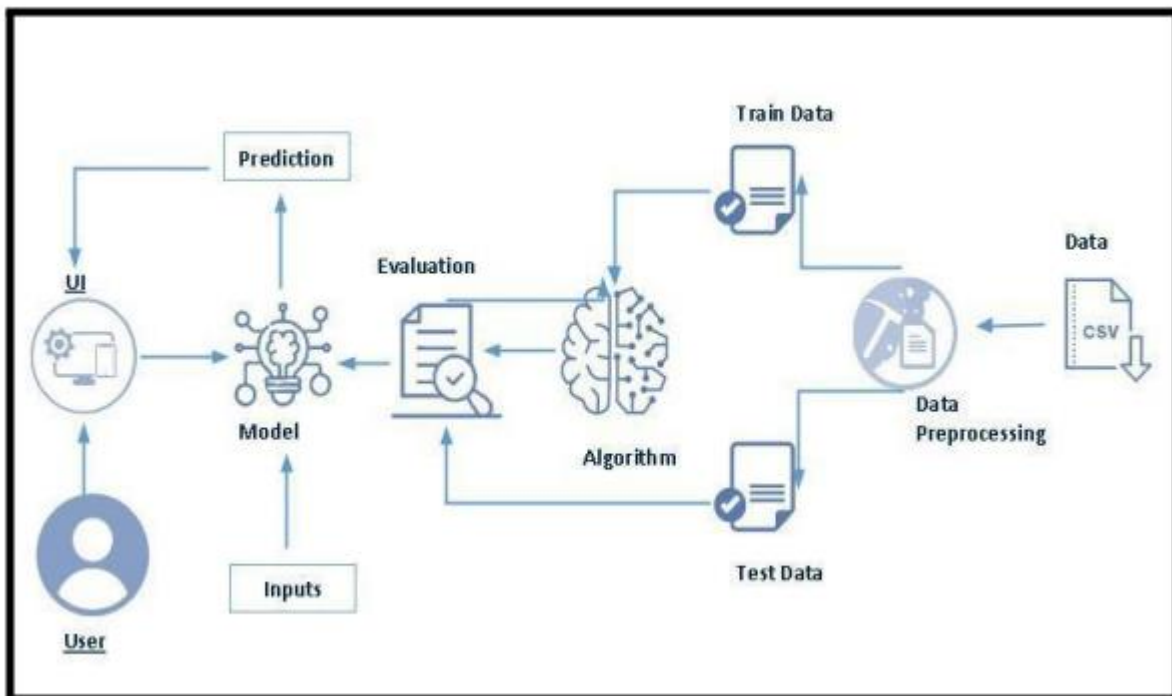 Train Data
Prediction
Data
Evaluation
UI
CSV
Model
Data
Preprocessing
Algorithm
Inputs
Test Data
User